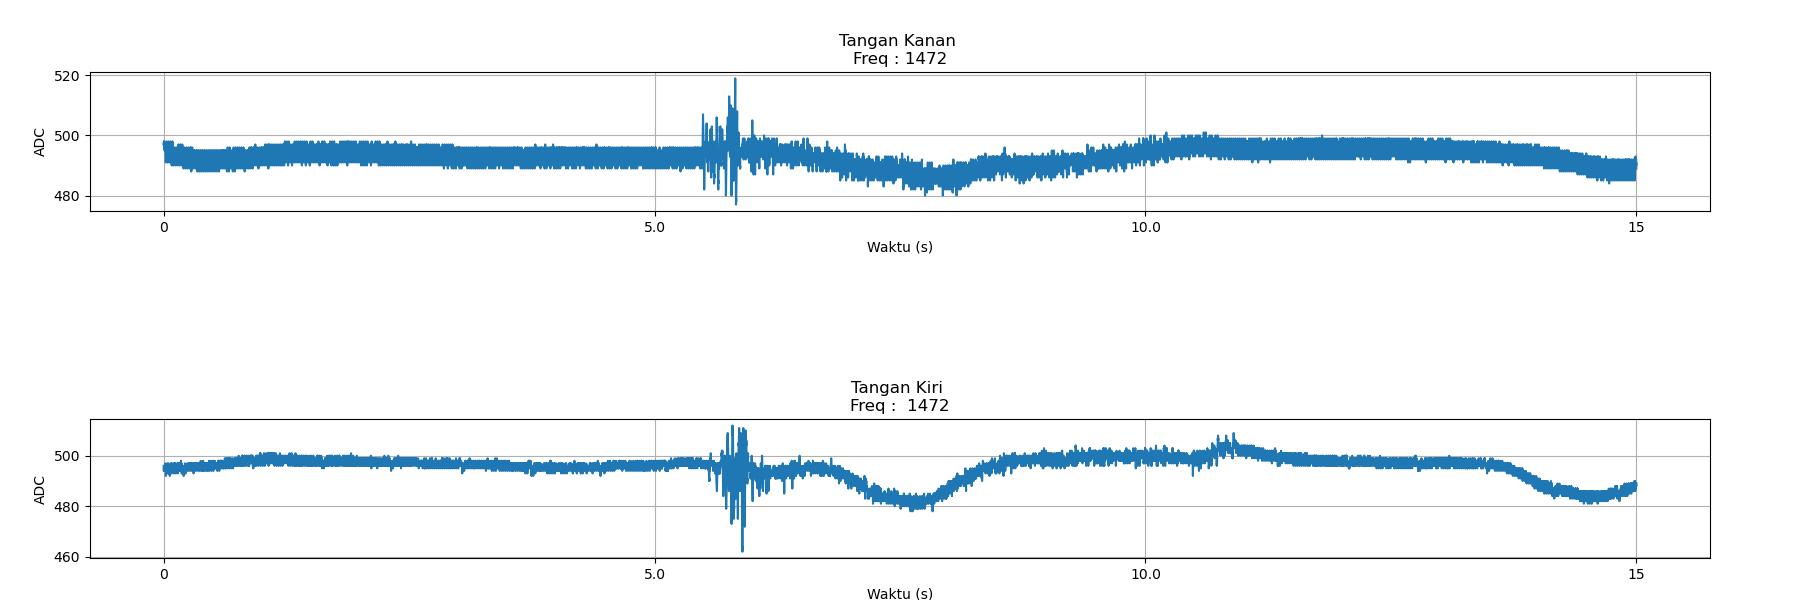 Tangan Kanan
Freq : 1472
520
500
480
ADC
0 5.0 10.0 15
Waktu (s)
Tangan Kiri
Freq : 1472
500
480
460
ADC
0 5.0 10.0 15
Waktu (s)